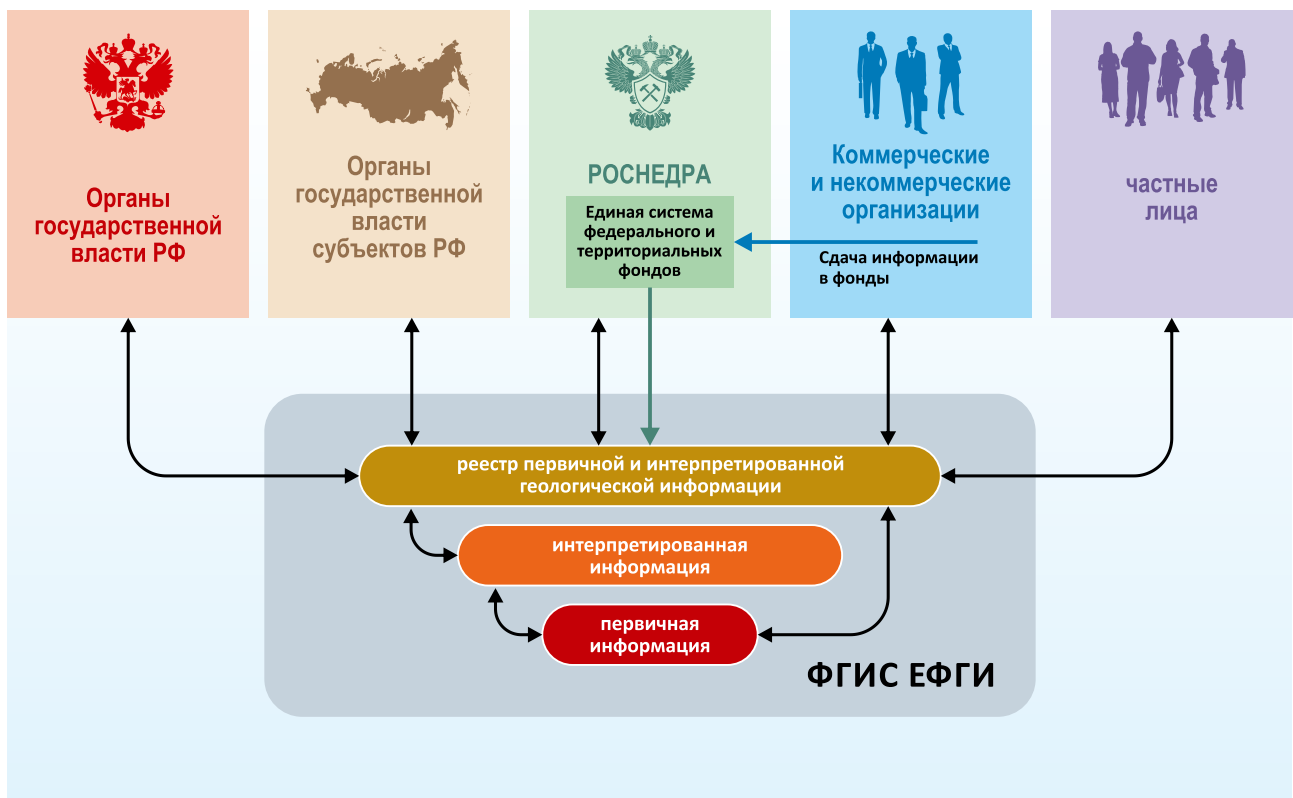 Органы
государственной
власти РФ
Органы
государственной
власти
субъектов РФ
РОСНЕДРА
Единая система
федерального и
территориальных
фондов
Коммерческие
и некоммерческие
организации
Сдача информации
в фонды
частные
лица
реестр первичной и интерпретированной
геологической информации
интерпретированная
информация
первичная
информация
ФГИС ЕФГИ